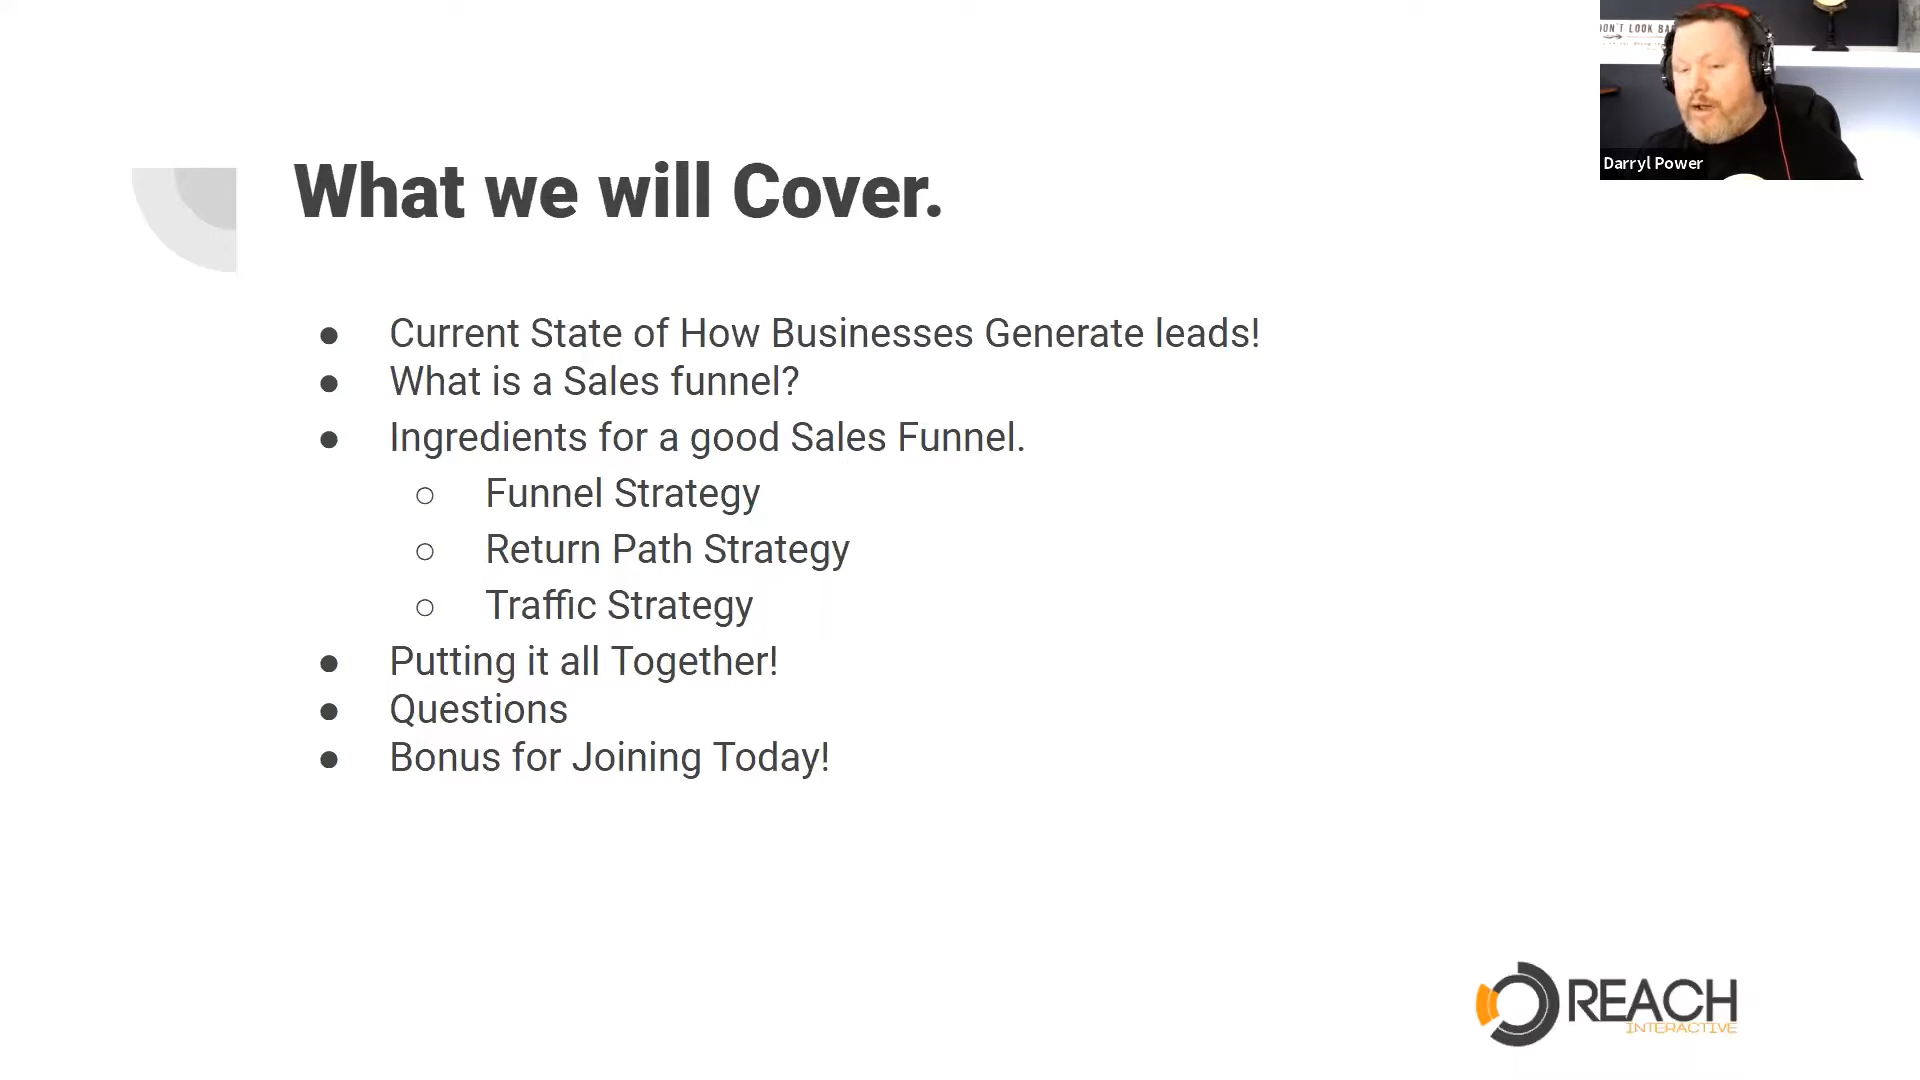 DON'T LOOK BA
Darryl Power
What we will Cover.
● Current State of How Businesses Generate leads!
● What is a Sales funnel?
● Ingredients for a good Sales Funnel.
○ Funnel Strategy
○ Return Path Strategy
○ Traffic Strategy
● Putting it all Together!
● Questions
● Bonus for Joining Today!
REACH
INTERACTIVE